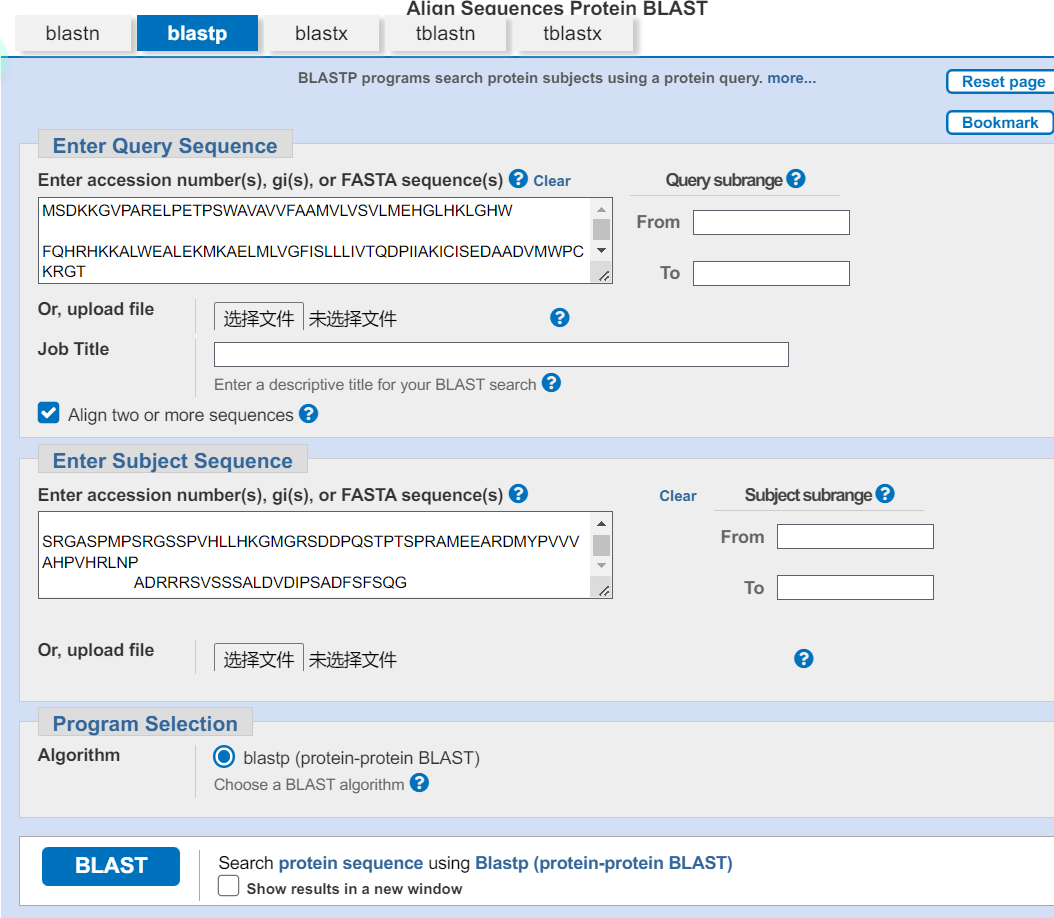 Align Sequences Protein BLAST
blastn blastp blastx tblastn tblastx
BLASTP programs search protein subjects using a protein query. more...
Reset page
Bookmark
Enter Query Sequence
Enter accession number(s), gi(s), or FASTA sequence(s) ? Clear
Query subrange ?
MSDKKGVPARELPETPSWAVAVVFAAMVLVSVLMEHGLHKLGHW
FQHRHKKALWEALEKMKAELMLVGFISLLLIVTQDPIIAKICISEDAADVMWPC
KRGT
From
To
Or, upload file
选择文件 未选择文件 ?
Job Title
Enter a descriptive title for your BLAST search ?
Align two or more sequences ?
Enter Subject Sequence
Enter accession number(s), gi(s), or FASTA sequence(s) ? Clear
Subject subrange ?
SRGASPMPSRGSSPVHLLHKGMGRSDDPQSTPTSPRAMEEARDMYPVVV
AHPVHRLNP
ADRRRSVSSSALDVDIPSADFSFSQG
From
To
Or, upload file
选择文件 未选择文件 ?
Program Selection
Algorithm
blastp (protein-protein BLAST)
Choose a BLAST algorithm ?
BLAST
Search protein sequence using Blastp (protein-protein BLAST)
Show results in a new window